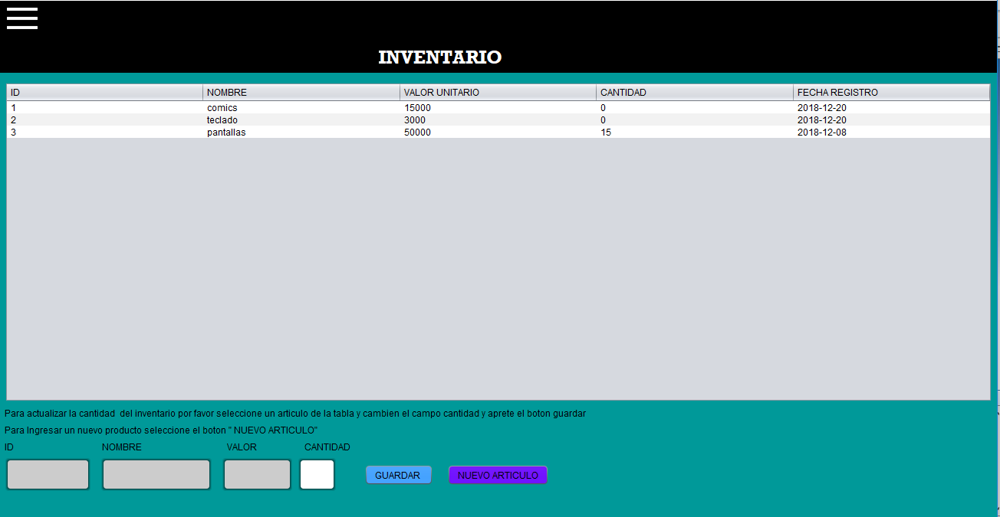 INVENTARIO
ID NOMBRE VALOR UNITARIO CANTIDAD FECHA REGISTRO
1 comics 15000 0 2018-12-20
2 teclado 3000 0 2018-12-20
3 pantallas 50000 15 2018-12-08
Para actualizar la cantidad  del inventario por favor seleccione un articulo de la tabla y cambien el campo cantidad y aprete el boton guardar
Para Ingresar un nuevo producto seleccione el boton " NUEVO ARTICULO"
ID NOMBRE VALOR CANTIDAD
GUARDAR NUEVO ARTICULO